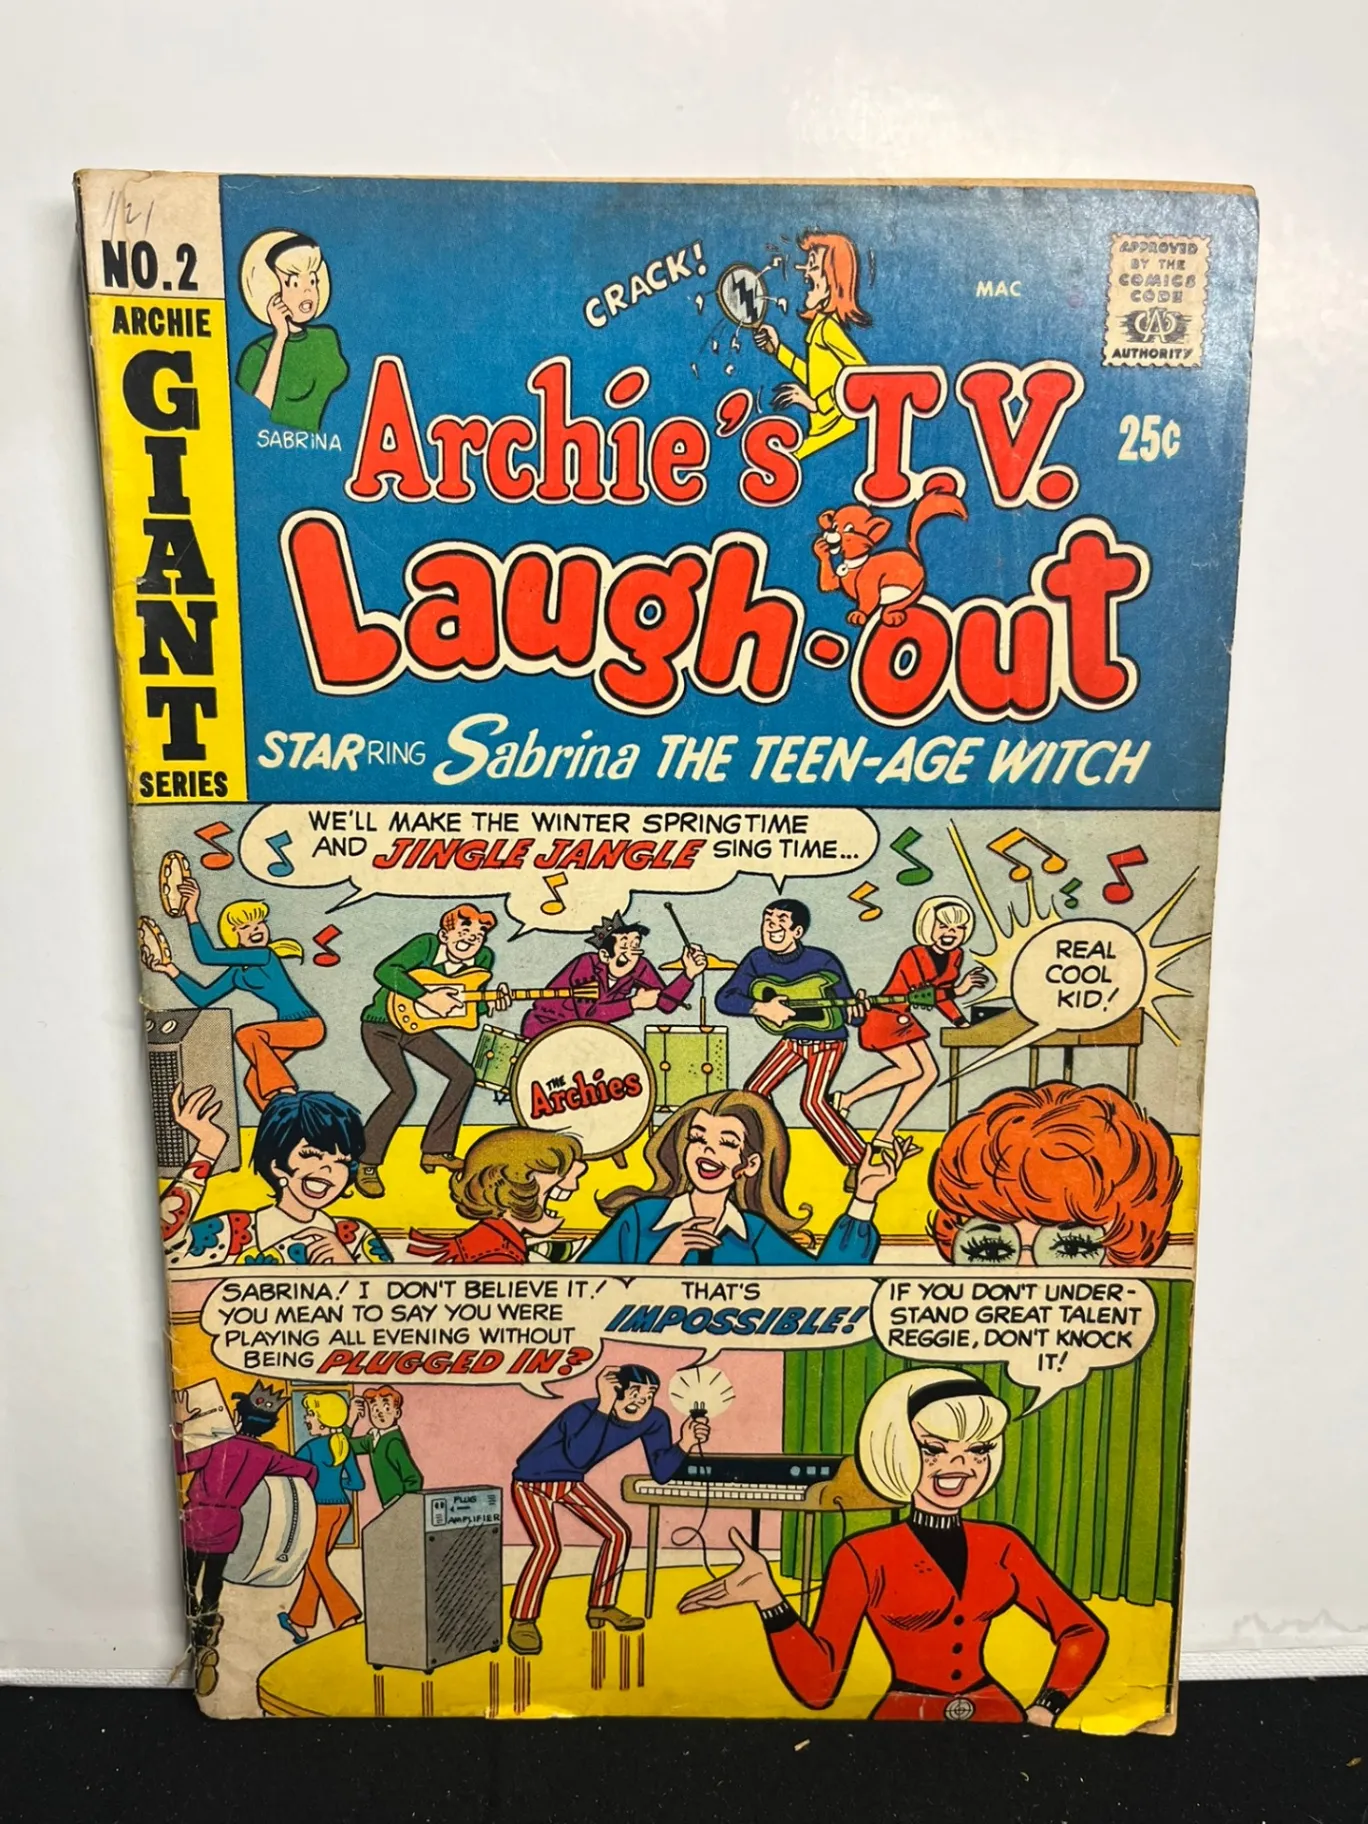 1/21
NO. 2
ARCHIE
GIANT
SERIES
SABRINA
CRACK!
MAC
APPROVED
BY THE
COMICS
CODE
CA
AUTHORITY
25¢
Archie's T.V.
Laugh-out
STARRING Sabrina THE TEEN-AGE WITCH
WE'LL MAKE THE WINTER SPRINGTIME
AND JINGLE JANGLE SING TIME...
REAL
COOL
KID!
THE
Archies
SABRINA! I DON'T BELIEVE IT!
YOU MEAN TO SAY YOU WERE
PLAYING ALL EVENING WITHOUT
BEING PLUGGED IN?
THAT'S
IMPOSSIBLE!
IF YOU DON'T UNDER-
STAND GREAT TALENT
REGGIE, DON'T KNOCK
IT!
PLUG
AMPLIFIER